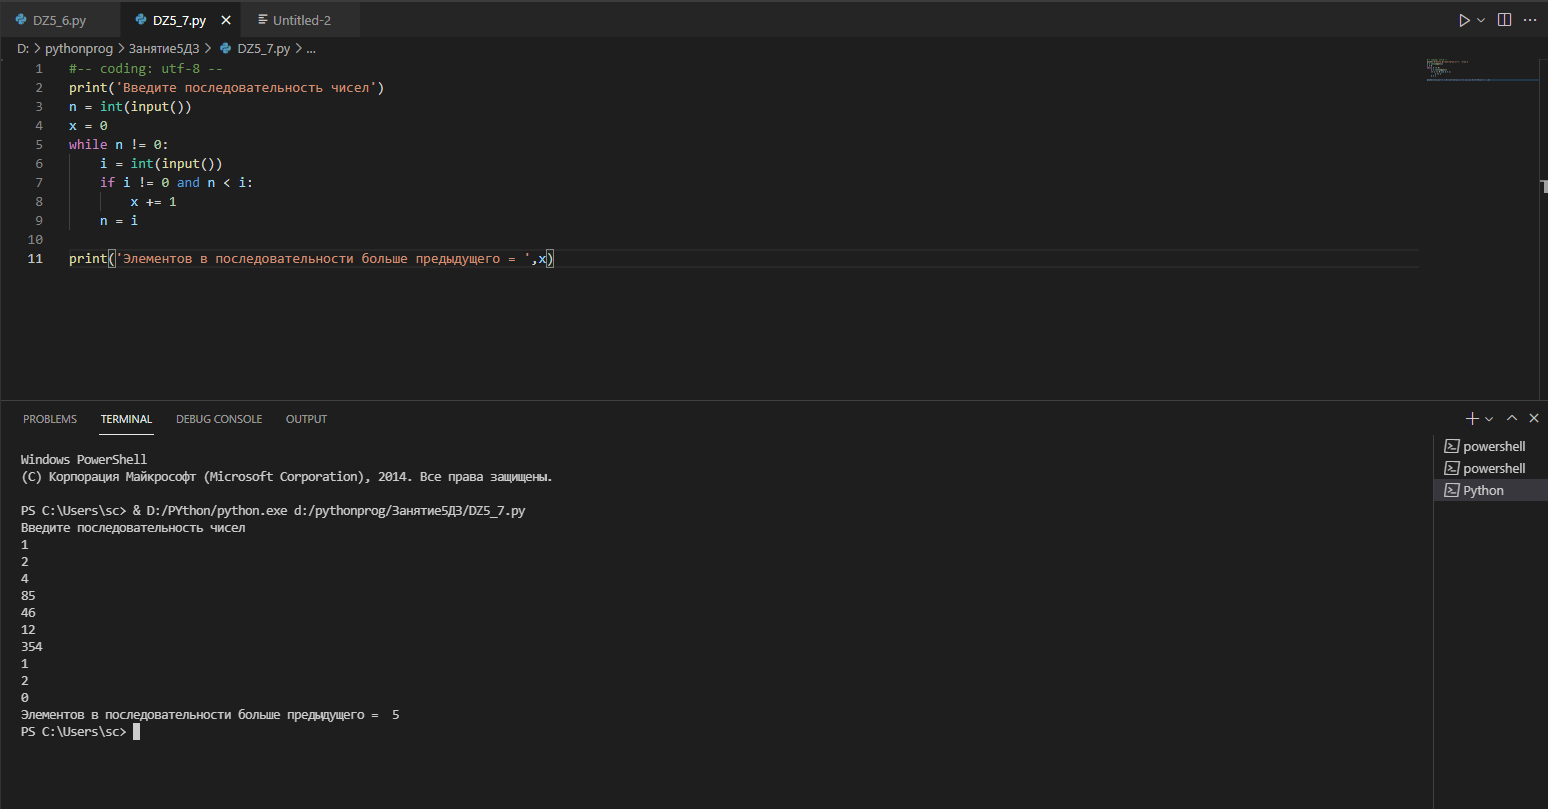 DZ5_6.py DZ5_7.py Untitled-2
D: > pythonprog > Занятие5ДЗ > DZ5_7.py > ...
1 #-- coding: utf-8 --
2 print('Введите последовательность чисел')
3 n = int(input())
4 x = 0
5 while n != 0:
6 i = int(input())
7 if i != 0 and n < i:
8 x += 1
9 n = i
10
11 print('Элементов в последовательности больше предыдущего = ',x)
PROBLEMS TERMINAL DEBUG CONSOLE OUTPUT
powershell
powershell
Python
Windows PowerShell
(C) Корпорация Майкрософт (Microsoft Corporation), 2014. Все права защищены.
PS C:\Users\sc> & D:/PYthon/python.exe d:/pythonprog/Занятие5ДЗ/DZ5_7.py
Введите последовательность чисел
1
2
4
85
46
12
354
1
2
0
Элементов в последовательности больше предыдущего =  5
PS C:\Users\sc>